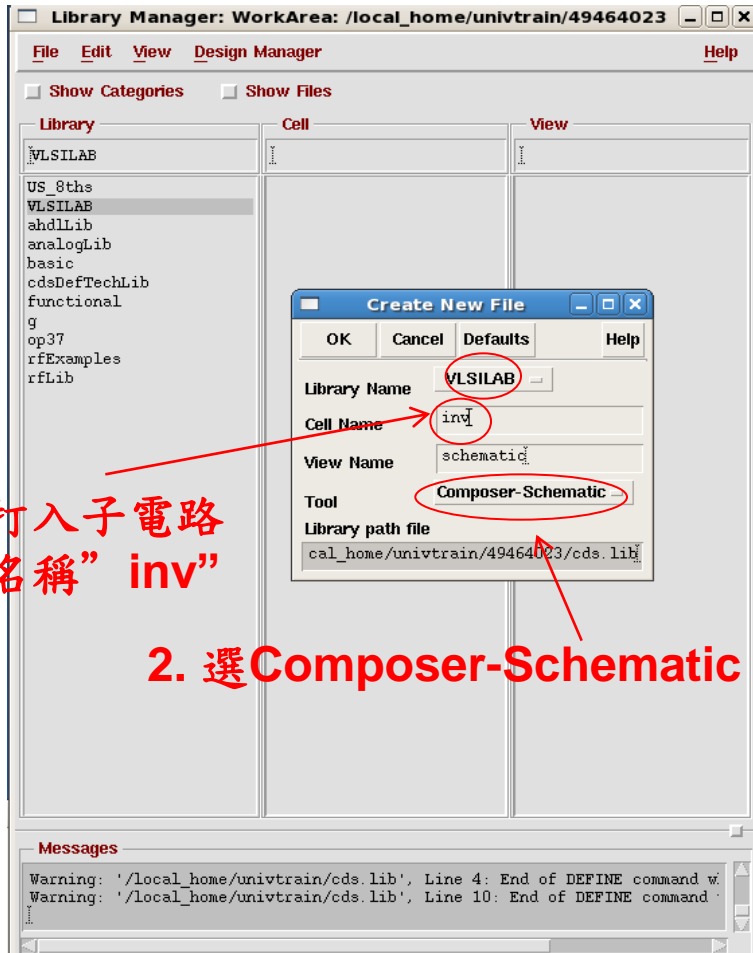 Library Manager: WorkArea: /local_home/univtrain/49464023
File Edit View Design Manager Help
Show Categories Show Files
Library Cell View
VLSILAB
US_8ths
VLSILAB
ahdlLib
analogLib
basic
cdsDefTechLib
functional
g
op37
rfExamples
rfLib
Create New File
OK Cancel Defaults Help
Library Name VLSILAB
Cell Name inv
View Name schematic
Tool Composer-Schematic
Library path file
cal_home/univtrain/49464023/cds.lib
打入子電路
名稱” inv”
2. 選Composer-Schematic
Messages
Warning: '/local_home/univtrain/cds.lib', Line 4: End of DEFINE command w.
Warning: '/local_home/univtrain/cds.lib', Line 10: End of DEFINE command